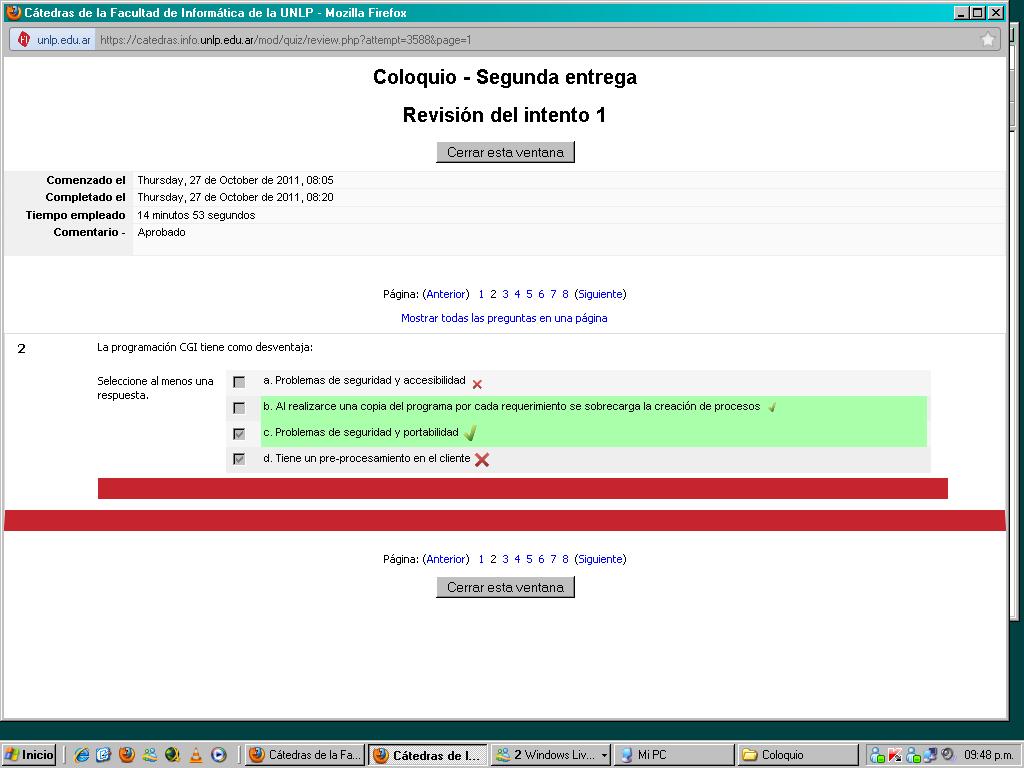 Cátedras de la Facultad de Informática de la UNLP - Mozilla Firefox
unlp.edu.ar https://catedras.info.unlp.edu.ar/mod/quiz/review.php?attempt=3588&page=1
Coloquio - Segunda entrega
Revisión del intento 1
Cerrar esta ventana
Comenzado el Thursday, 27 de October de 2011, 08:05
Completado el Thursday, 27 de October de 2011, 08:20
Tiempo empleado 14 minutos 53 segundos
Comentario - Aprobado
Página: (Anterior) 1 2 3 4 5 6 7 8 (Siguiente)
Mostrar todas las preguntas en una página
2 La programación CGI tiene como desventaja:
Seleccione al menos una
respuesta.
a. Problemas de seguridad y accesibilidad
b. Al realizarce una copia del programa por cada requerimiento se sobrecarga la creación de procesos
c. Problemas de seguridad y portabilidad
d. Tiene un pre-procesamiento en el cliente
Página: (Anterior) 1 2 3 4 5 6 7 8 (Siguiente)
Cerrar esta ventana
Inicio Cátedras de la Fa... Cátedras de l... 2 Windows Liv... Mi PC Coloquio 09:48 p.m.